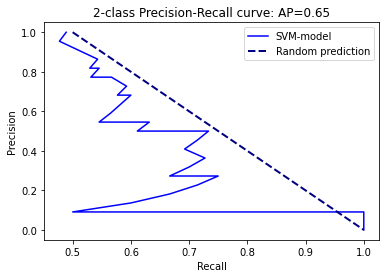 2-class Precision-Recall curve: AP=0.65
SVM-model
Random prediction
Precision
1.0
0.8
0.6
0.4
0.2
0.0
0.5 0.6 0.7 0.8 0.9 1.0
Recall